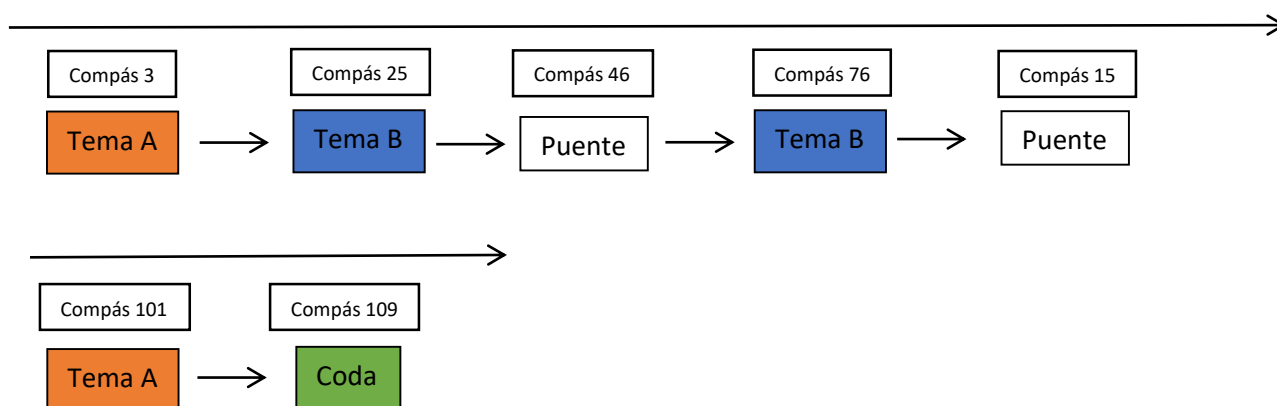 Compás 3 Compás 25 Compás 46 Compás 76 Compás 15
Tema A Tema B Puente Tema B Puente
Compás 101 Compás 109
Tema A Coda